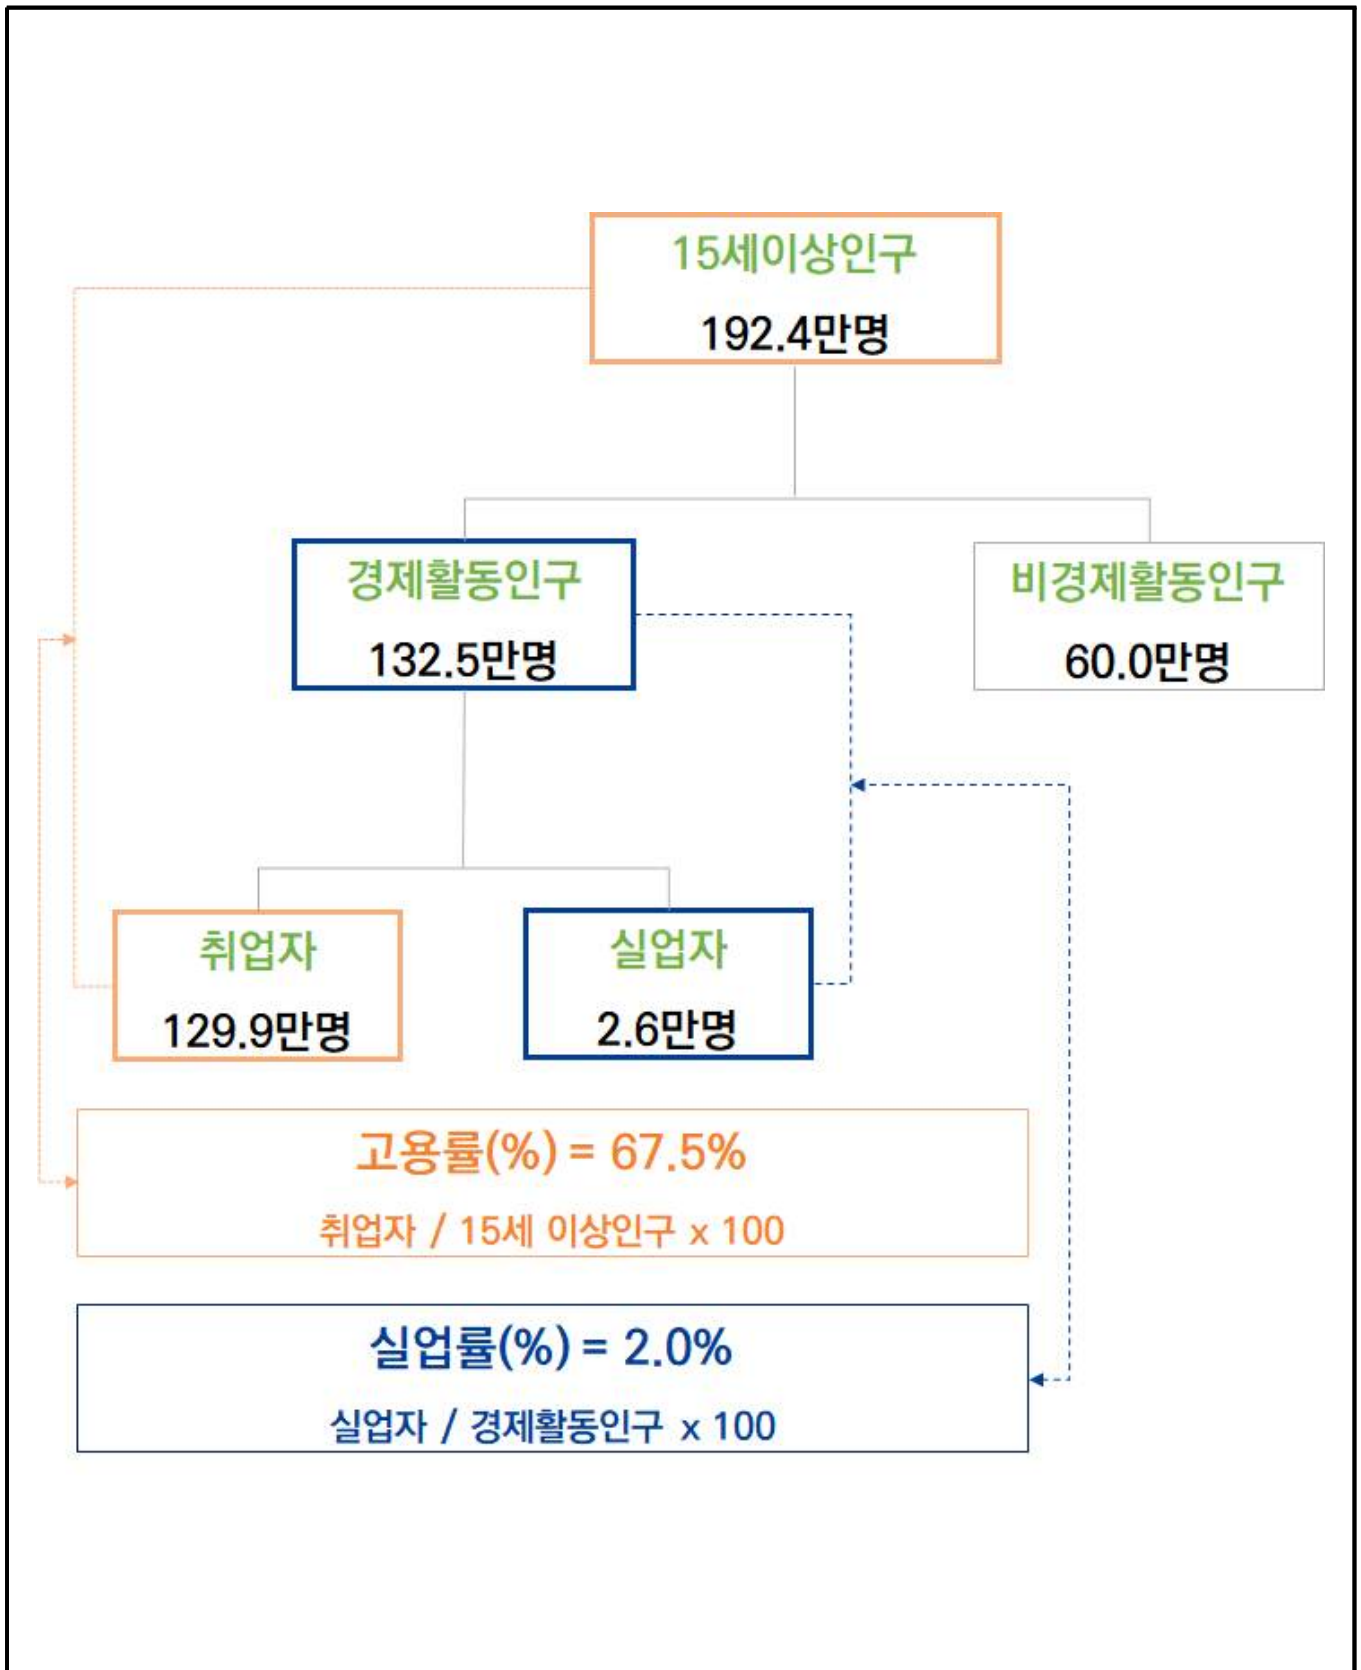 15세이상인구
192.4만명
경제활동인구
132.5만명
비경제활동인구
60.0만명
취업자
129.9만명
실업자
2.6만명
고용률(%) = 67.5%
취업자 / 15세 이상인구 x 100
실업률(%) = 2.0%
실업자 / 경제활동인구 x 100